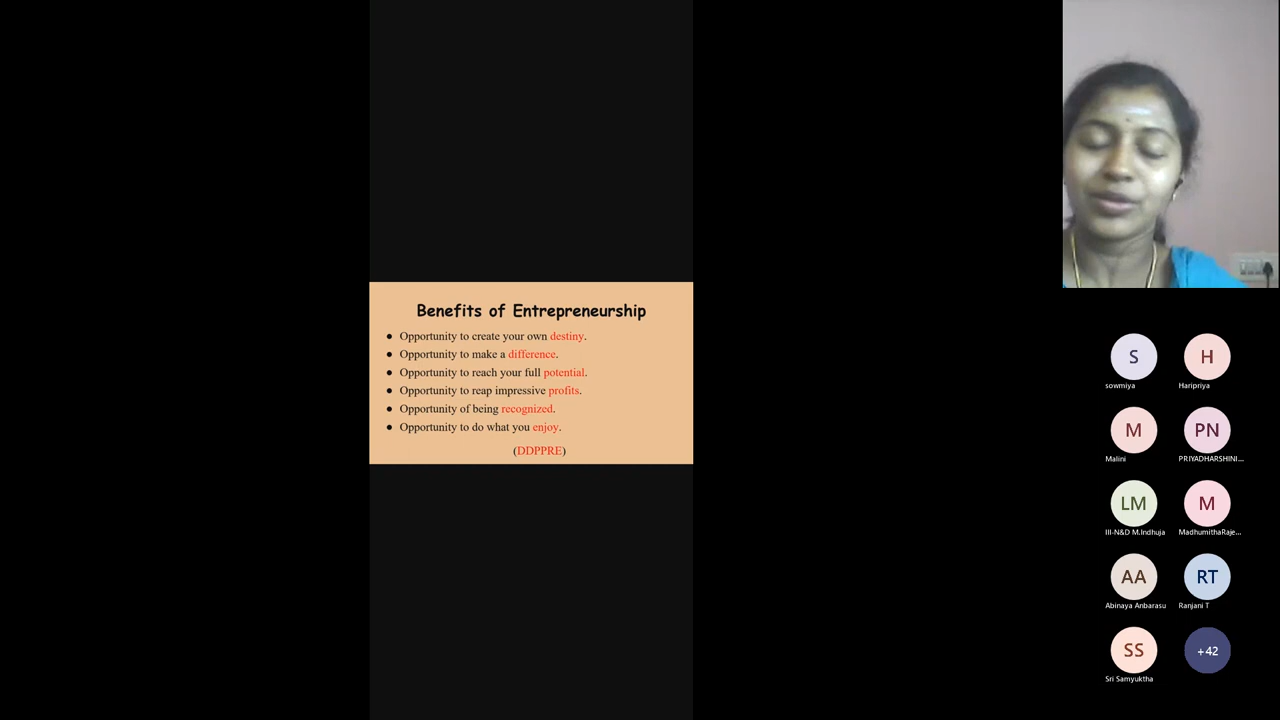 Benefits of Entrepreneurship
● Opportunity to create your own destiny.
● Opportunity to make a difference.
● Opportunity to reach your full potential.
● Opportunity to reap impressive profits.
● Opportunity of being recognized.
● Opportunity to do what you enjoy.
(DDPPRE)
S
H
sowmiya
Haripriya
M
PN
Malini
PRIYADHARSHINI...
LM
M
III-N&D M.Indhuja
MadhumithaRaje...
AA
RT
Abinaya Anbarasu
Ranjani T
SS
+42
Sri Samyuktha